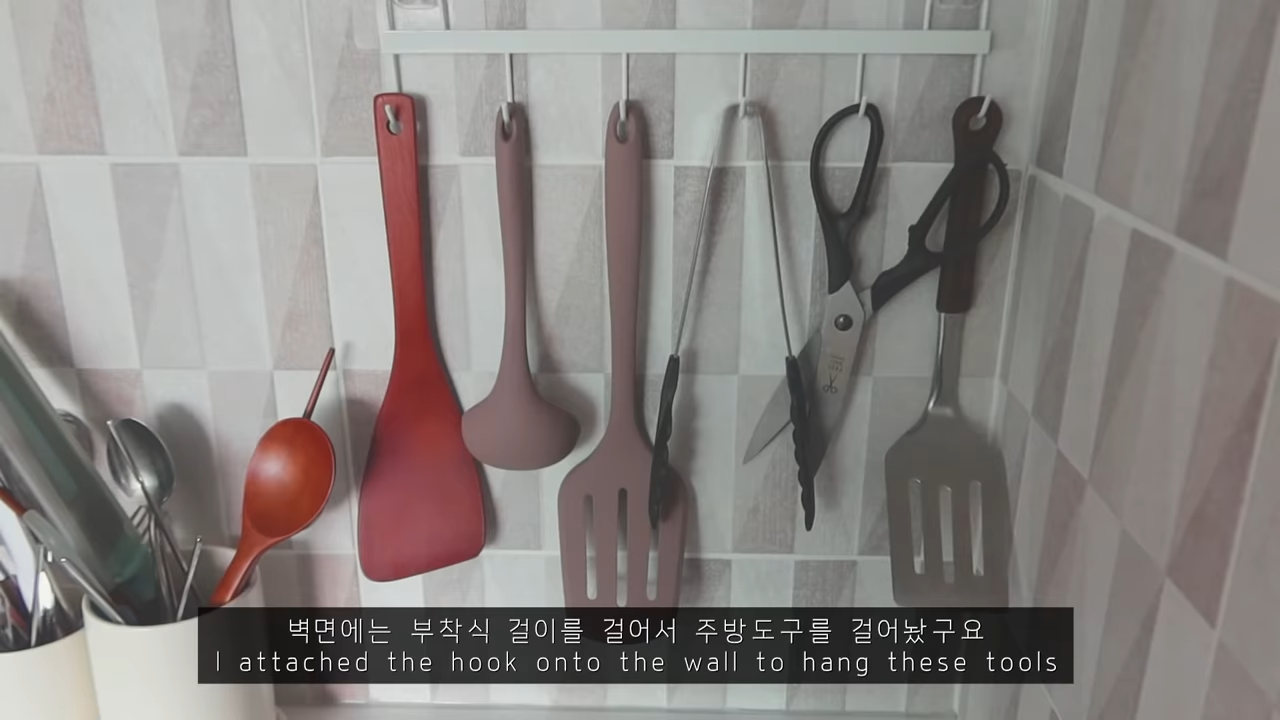 벽면에는 부착식 걸이를 걸어서 주방도구를 걸어놨구요
I attached the hook onto the wall to hang these tools